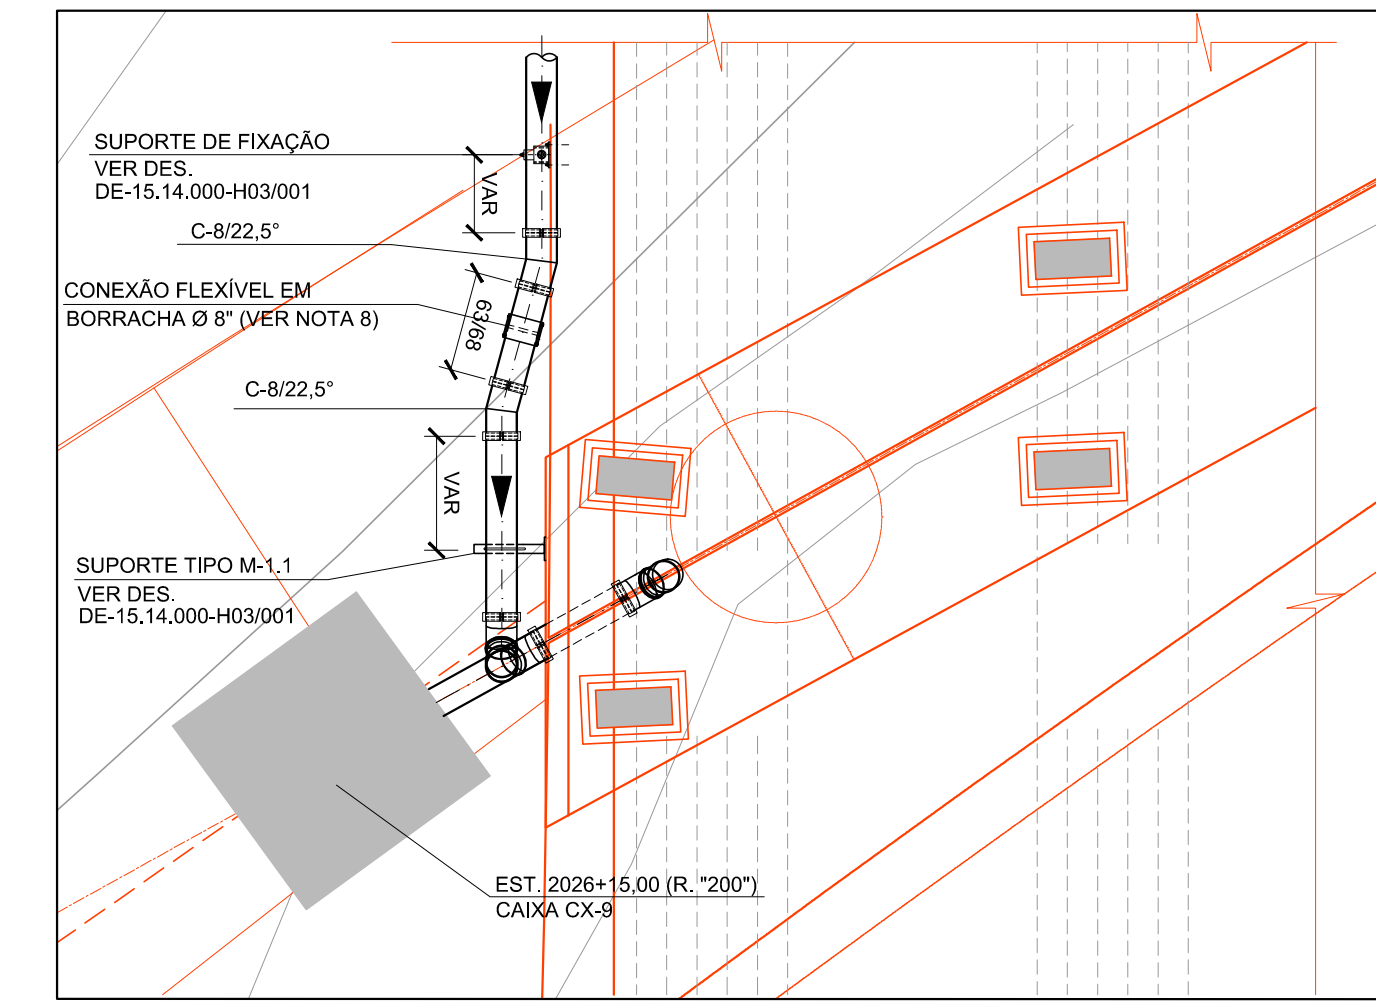 SUPORTE DE FIXAÇÃO
VER DES.
DE-15.14.000-H03/001
VAR
C-8/22,5°
CONEXÃO FLEXÍVEL EM
BORRACHA Ø 8" (VER NOTA 8)
63/68
C-8/22,5°
VAR
SUPORTE TIPO M-1.1
VER DES.
DE-15.14.000-H03/001
EST. 2026+15,00 (R. "200")
CAIXA CX-9